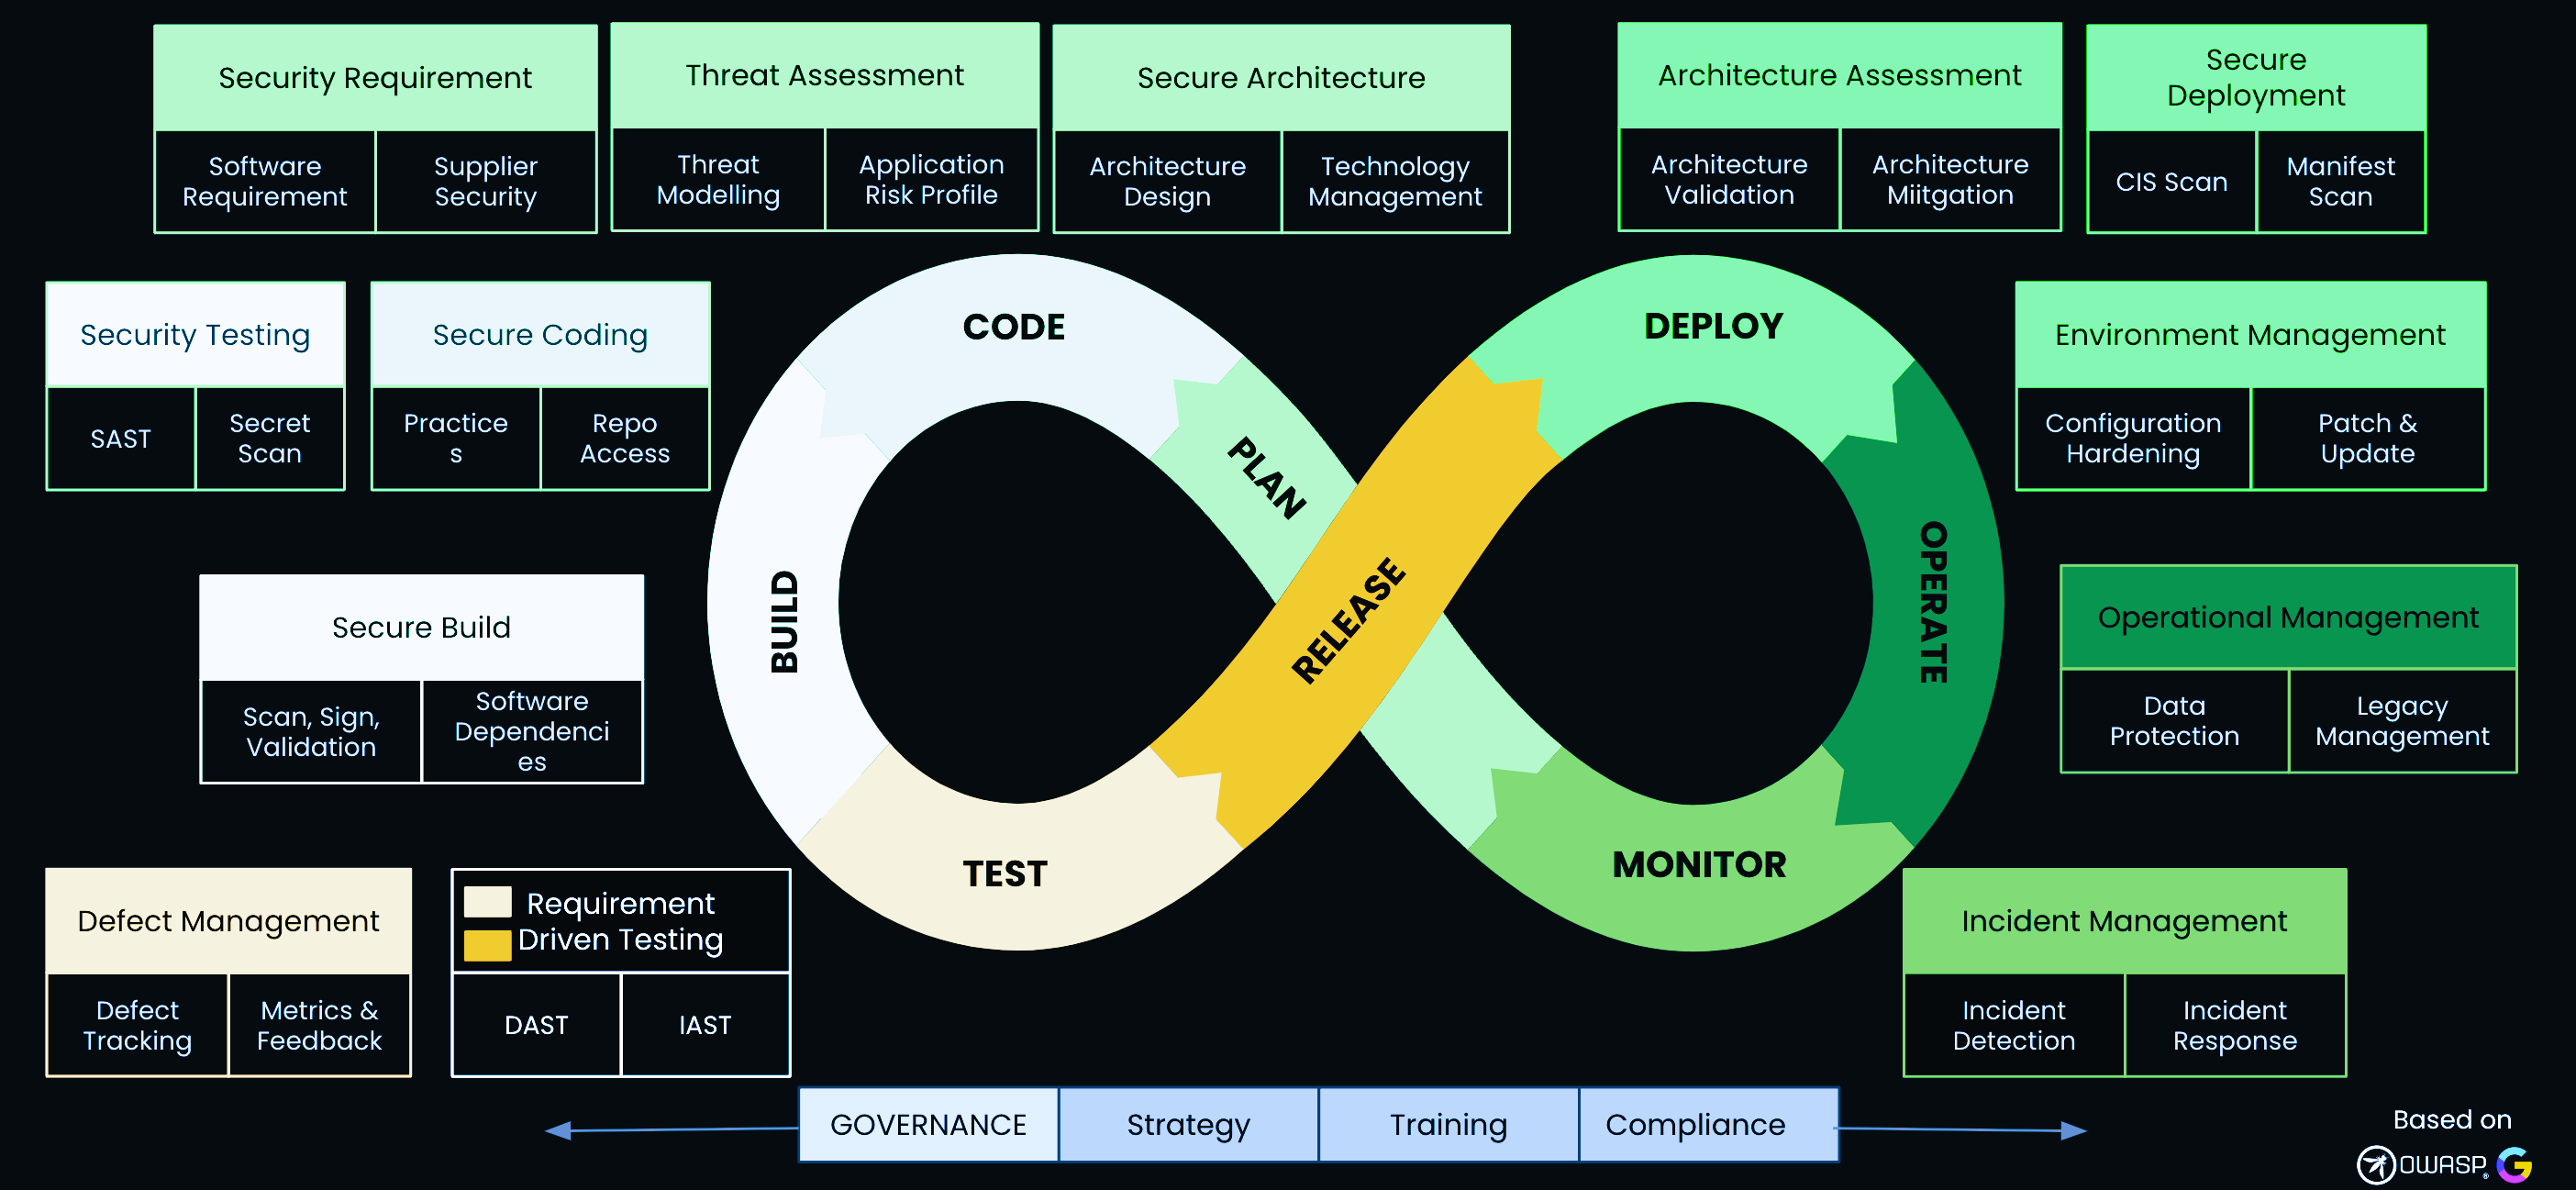 Security Requirement
Software
Requirement
Supplier
Security
Threat Assessment
Threat
Modelling
Application
Risk Profile
Secure Architecture
Architecture
Design
Technology
Management
Architecture Assessment
Architecture
Validation
Architecture
Miitgation
Secure
Deployment
CIS Scan
Manifest
Scan
Security Testing
SAST
Secret
Scan
Secure Coding
Practice
s
Repo
Access
CODE
PLAN
BUILD
TEST
RELEASE
DEPLOY
OPERATE
MONITOR
Environment Management
Configuration
Hardening
Patch &
Update
Secure Build
Scan, Sign,
Validation
Software
Dependenci
es
Operational Management
Data
Protection
Legacy
Management
Defect Management
Defect
Tracking
Metrics &
Feedback
Requirement
Driven Testing
DAST
IAST
Incident Management
Incident
Detection
Incident
Response
GOVERNANCE
Strategy
Training
Compliance
Based on
OWASP